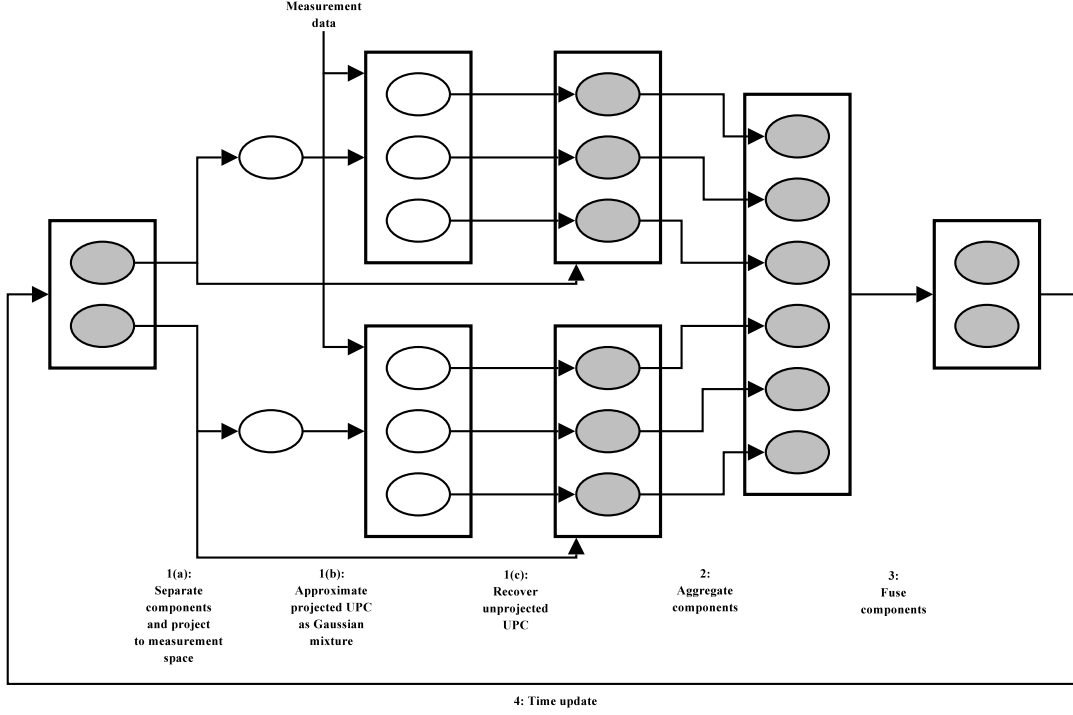 Measurement
data
1(a):
Separate
components
and project
to measurement
space
1(b):
Approximate
projected UPC
as Gaussian
mixture
1(c):
Recover
unprojected
UPC
2:
Aggregate
components
3:
Fuse
components
4: Time update